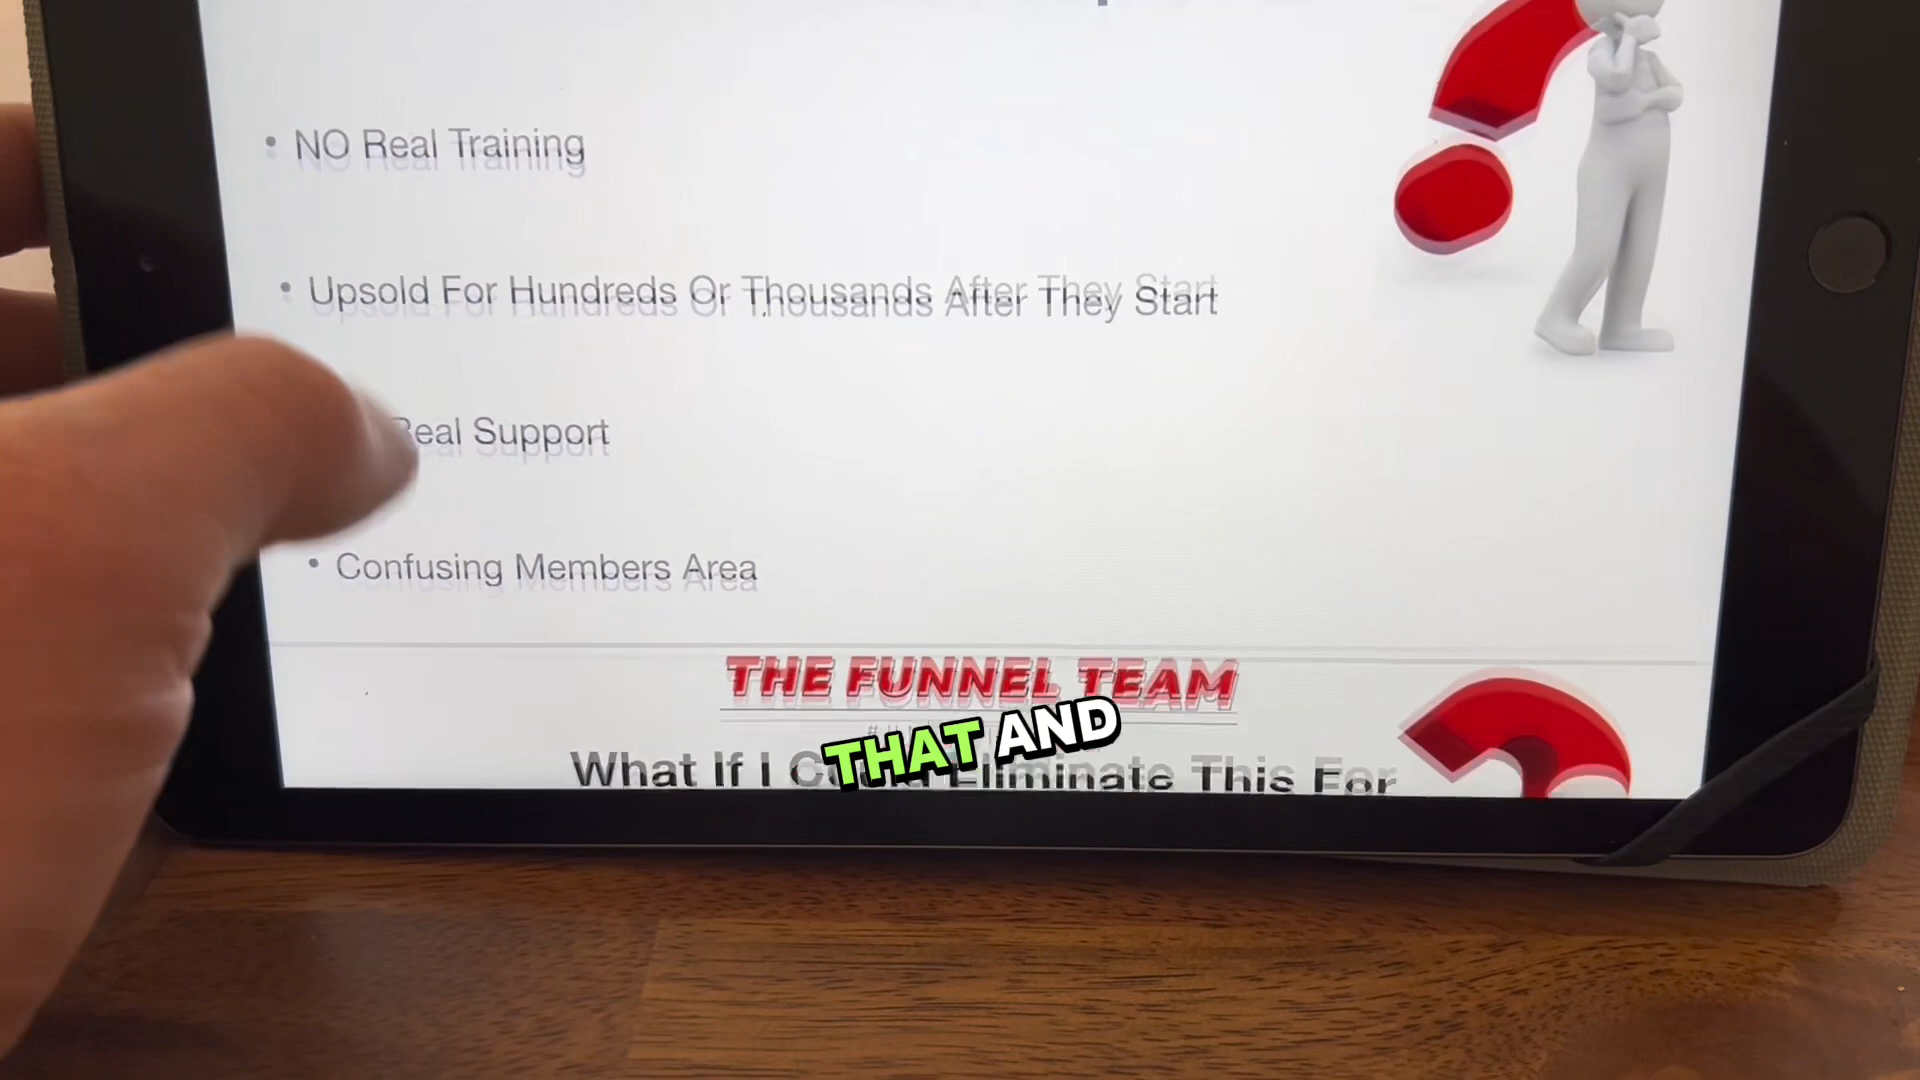 • NO Real Training
• Upsold For Hundreds Or Thousands After They Start
Real Support
• Confusing Members Area
THE FUNNEL TEAM
THAT AND
What If I Eliminate This For